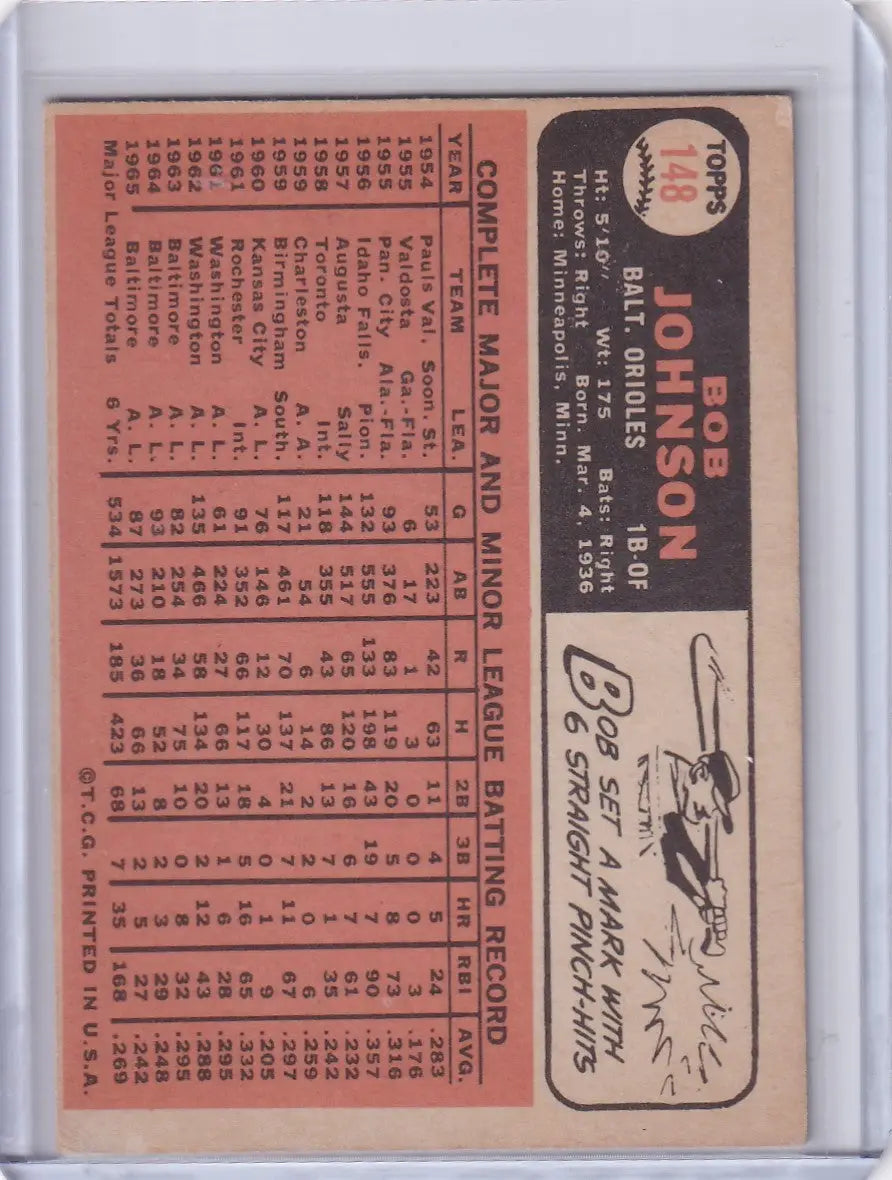 TOPPS
148
BOB
JOHNSON
BALT. ORIOLES 1B-OF
Ht: 5'10" Wt: 175 Bats: Right
Throws: Right Born: Mar. 4, 1936
Home: Minneapolis, Minn.
BOB SET A MARK WITH
6 STRAIGHT PINCH-HITS
COMPLETE MAJOR AND MINOR LEAGUE BATTING RECORD
YEAR TEAM LEA. G AB R H 2B 3B HR RBI AVG.
1954 Pauls Val. Soon. St. 53 223 42 63 11 4 5 24 .283
1955 Valdosta Ga.-Fla. 6 17 1 3 0 0 0 3 .176
1955 Pan. City Ala.-Fla. 93 376 83 119 20 5 8 73 .316
1956 Idaho Falls. Pion. 132 555 133 198 43 19 7 90 .357
1957 Augusta Sally 144 517 65 120 16 6 7 61 .232
1958 Toronto Int. 118 355 43 86 13 7 1 35 .242
1959 Charleston A. A. 21 54 6 14 2 2 0 6 .259
1959 Birmingham South. 117 461 70 137 21 7 11 67 .297
1960 Kansas City A. L. 76 146 12 30 4 0 1 9 .205
1961 Rochester Int. 91 352 66 117 18 5 16 65 .332
1961 Washington A. L. 61 224 27 66 13 1 6 28 .295
1962 Washington A. L. 135 466 58 134 20 2 12 43 .288
1963 Baltimore A. L. 82 254 34 75 10 0 8 32 .295
1964 Baltimore A. L. 93 210 18 52 8 2 3 29 .248
1965 Baltimore A. L. 87 273 36 66 13 2 5 27 .242
Major League Totals 6 Yrs. 534 1573 185 423 68 7 35 168 .269
©T.C.G. PRINTED IN U.S.A.